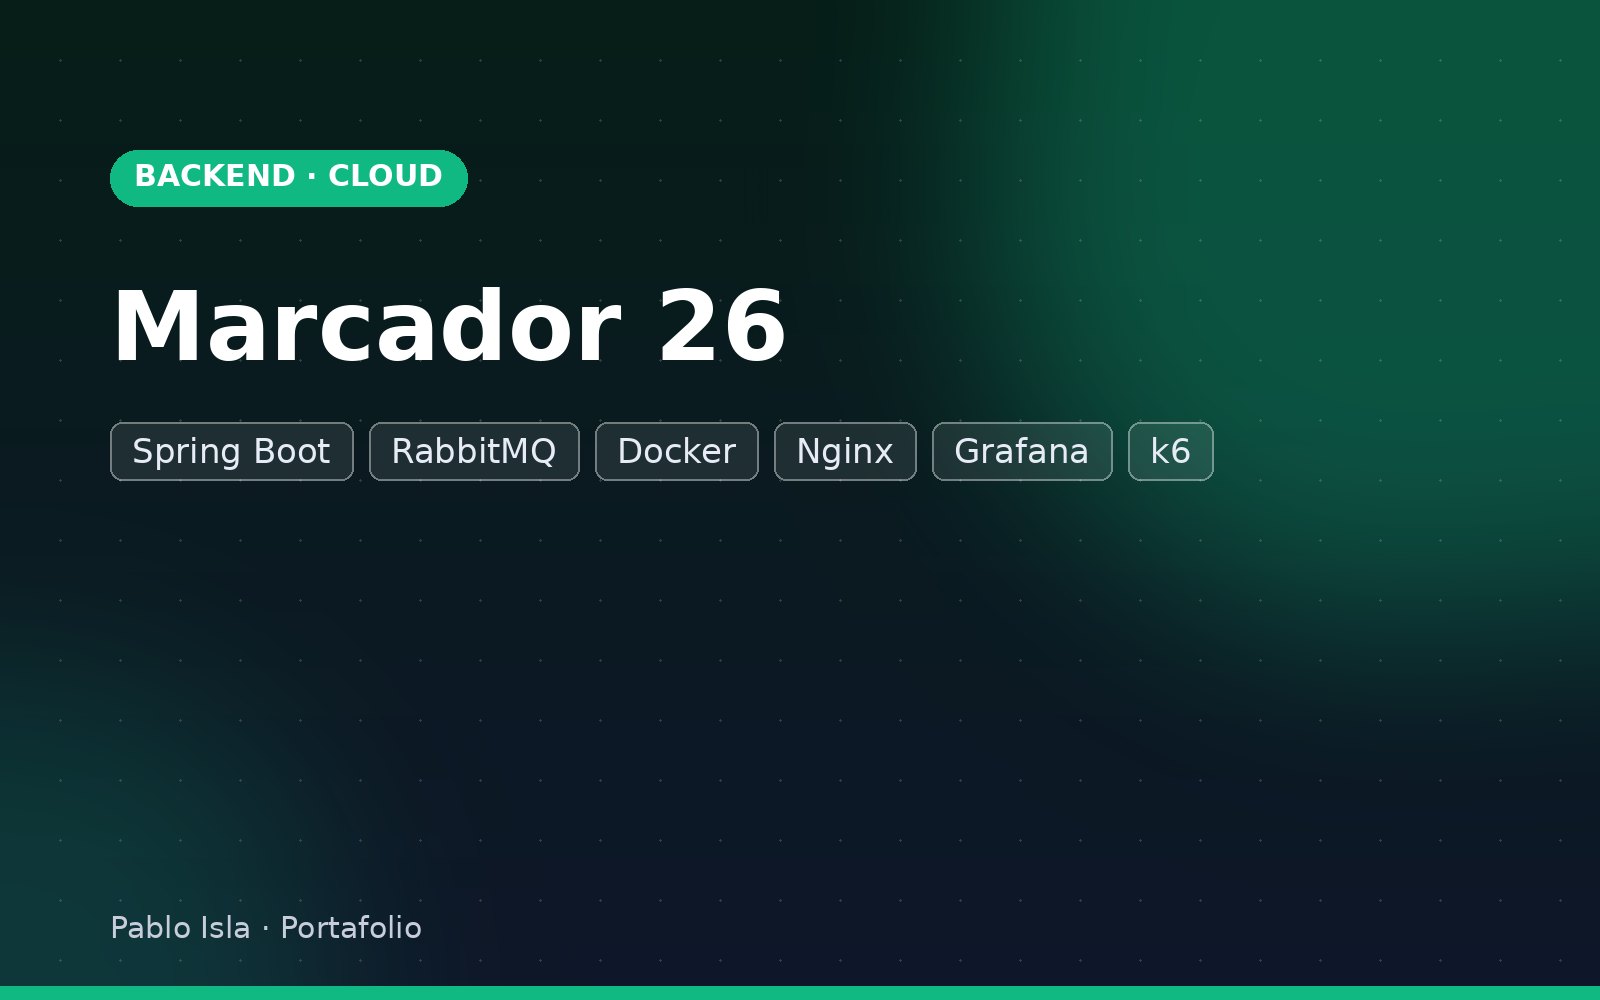 BACKEND · CLOUD
Marcador 26
Spring Boot RabbitMQ Docker Nginx Grafana k6
Pablo Isla · Portafolio